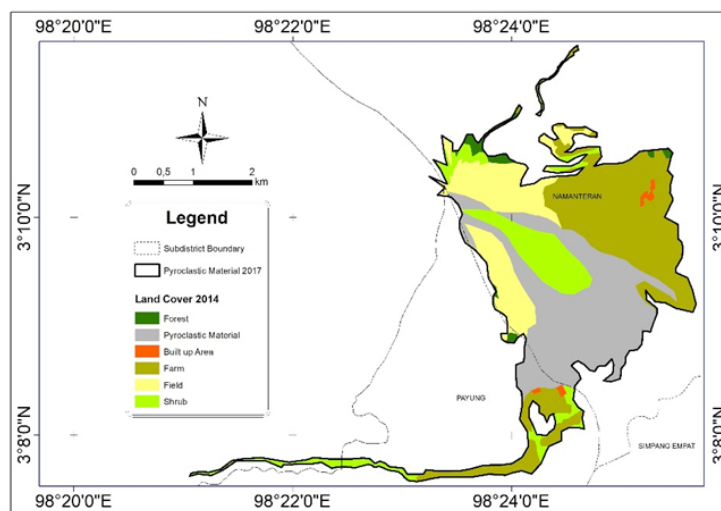 98°20'0"E 98°22'0"E 98°24'0"E
N
0 0,5 1 2
km
Legend
Subdistrict Boundary
Pyroclastic Material 2017
Land Cover 2014
Forest
Pyroclastic Material
Built up Area
Farm
Field
Shrub
NAMANTERAN
PAYUNG
SIMPANG EMPAT
3°10'0"N
3°10'0"N
3°8'0"N
3°8'0"N
98°20'0"E 98°22'0"E 98°24'0"E